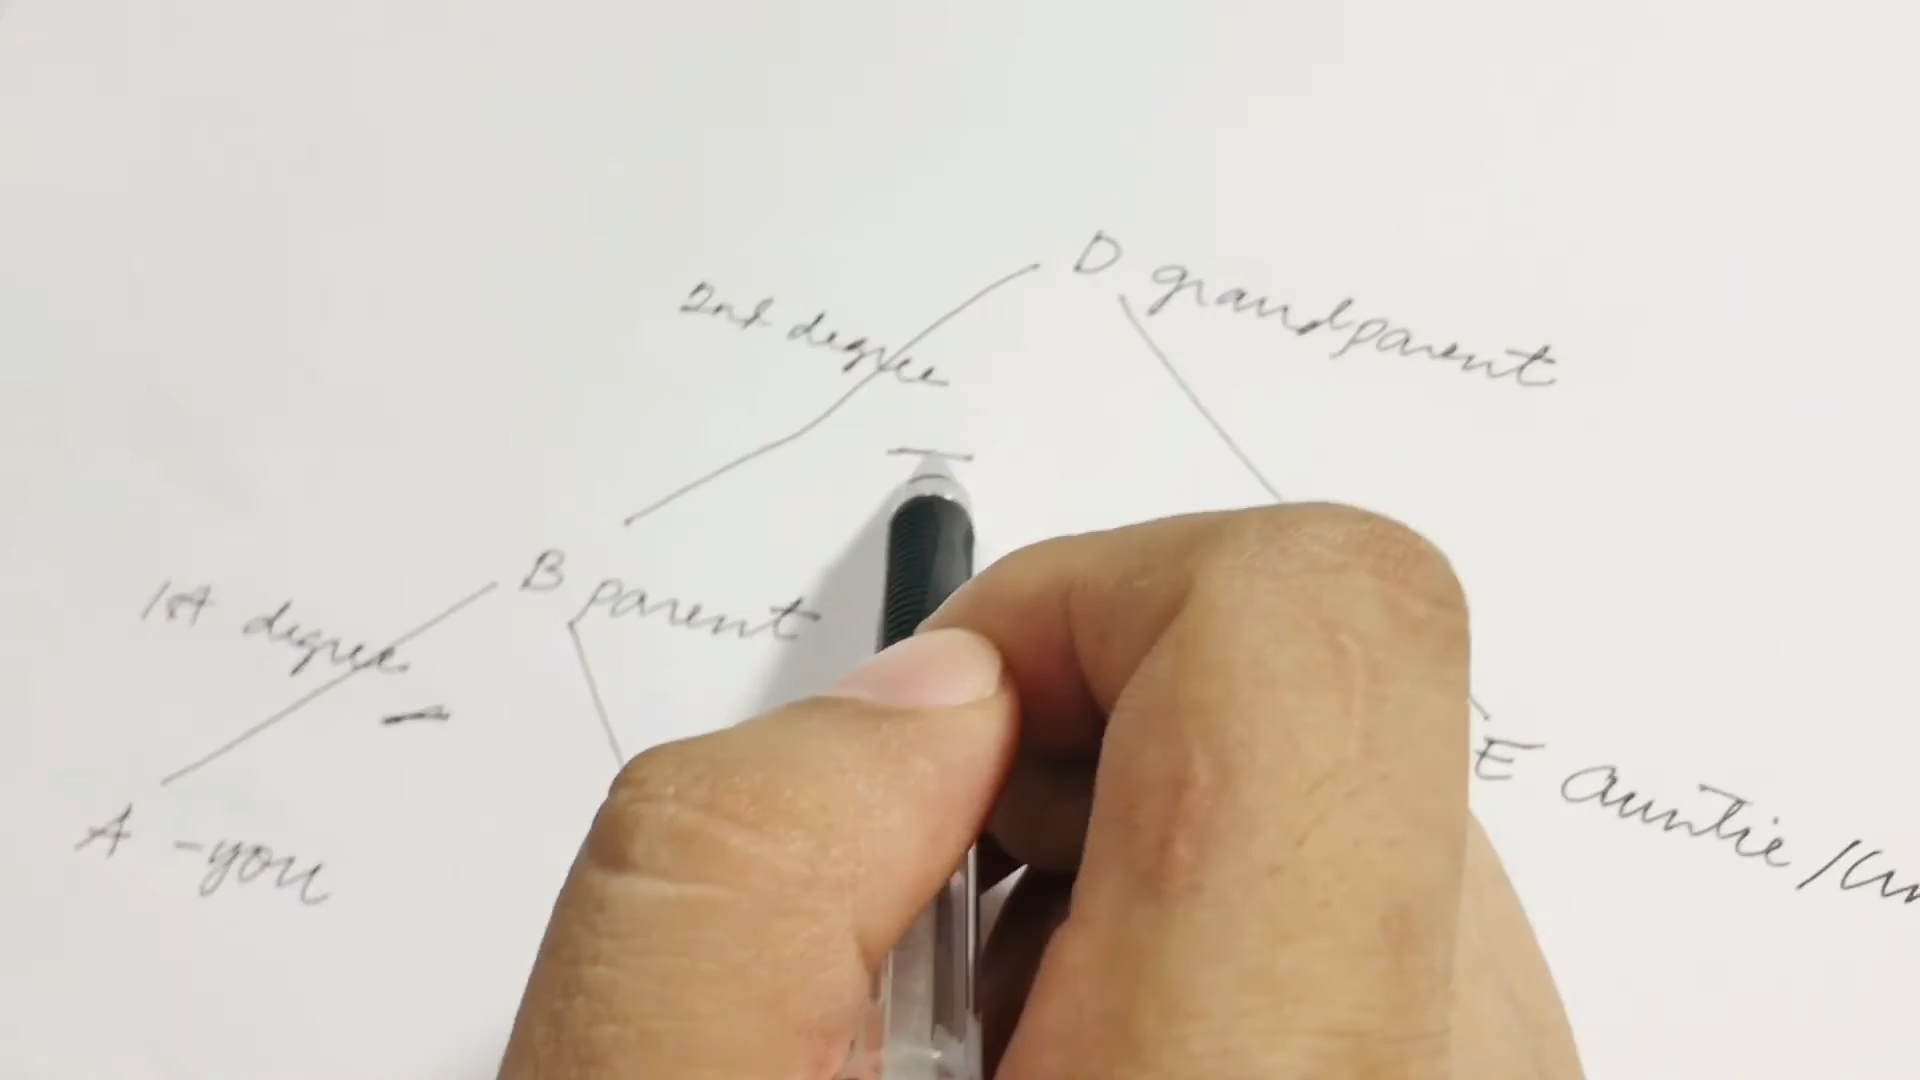 D grandparent
2nd degree
B parent
1st degree
A - you
E auntie /